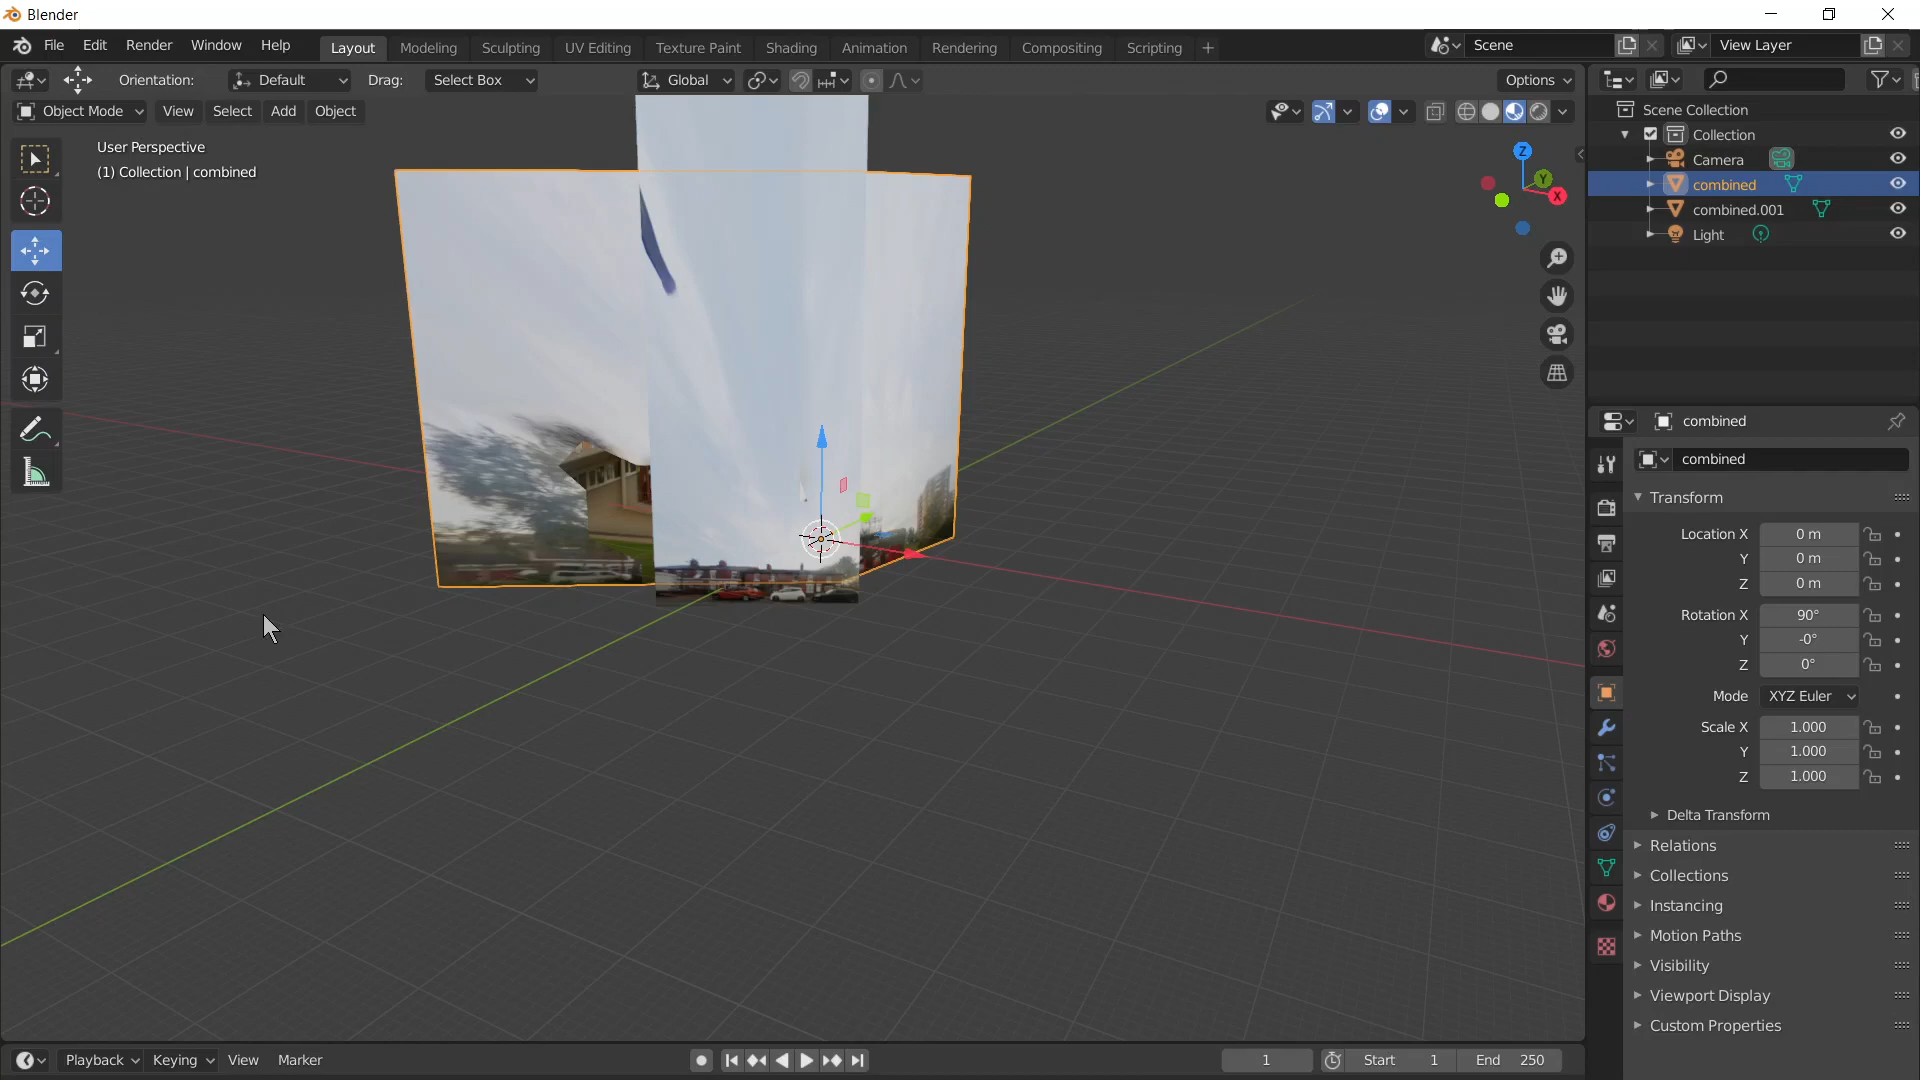 Blender
File Edit Render Window Help Layout Modeling Sculpting UV Editing Texture Paint Shading Animation Rendering Compositing Scripting + Scene View Layer
Orientation: Default Drag: Select Box Global Options
Object Mode View Select Add Object
User Perspective
(1) Collection | combined
Z
Y
X
Scene Collection
Collection
Camera
combined
combined.001
Light
combined
combined
Transform
Location X 0 m
Y 0 m
Z 0 m
Rotation X 90°
Y -0°
Z 0°
Mode XYZ Euler
Scale X 1.000
Y 1.000
Z 1.000
Delta Transform
Relations
Collections
Instancing
Motion Paths
Visibility
Viewport Display
Custom Properties
Playback Keying View Marker 1 Start 1 End 250